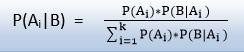 P(Aᵢ|B) = P(Aᵢ)*P(B|Aᵢ) / ∑ᵏᵢ₌₁ P(Aᵢ)*P(B|Aᵢ)